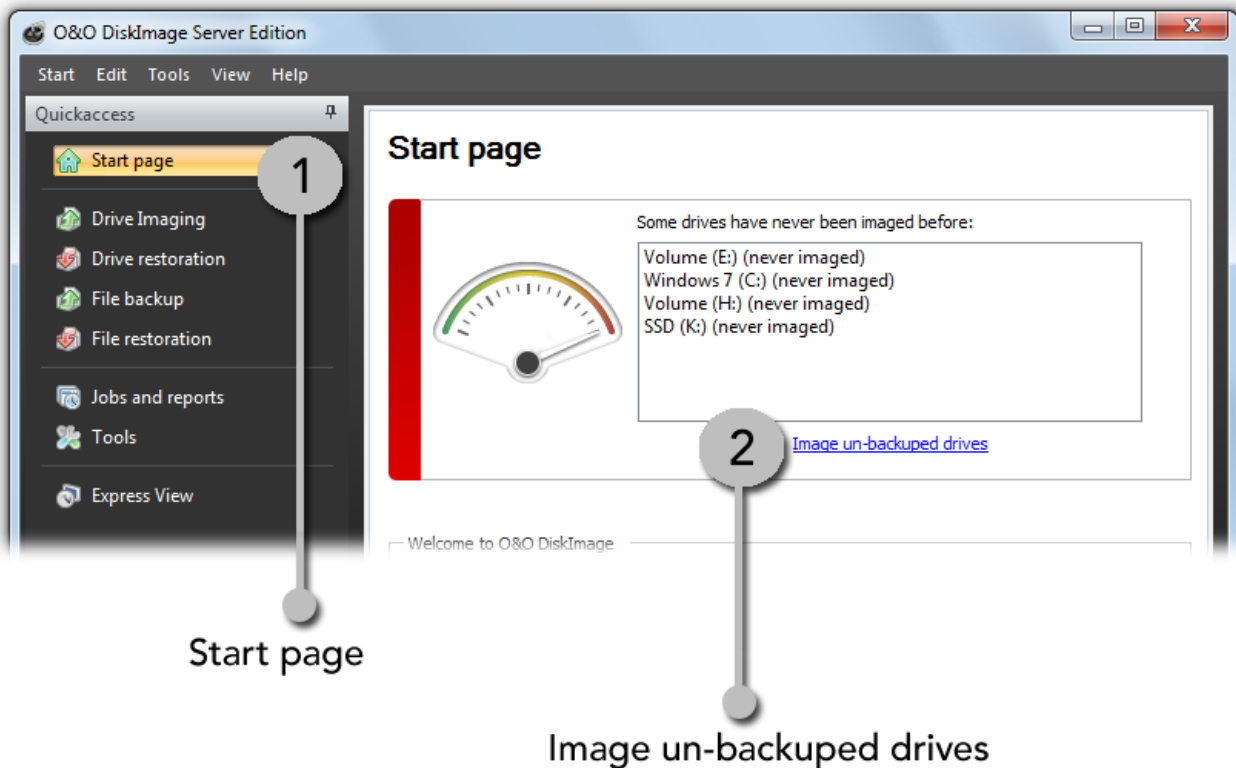 O&O DiskImage Server Edition
Start Edit Tools View Help
Quickaccess
Start page
Drive Imaging
Drive restoration
File backup
File restoration
Jobs and reports
Tools
Express View
1
Start page
Some drives have never been imaged before:
Volume (E:) (never imaged)
Windows 7 (C:) (never imaged)
Volume (H:) (never imaged)
SSD (K:) (never imaged)
2
Image un-backuped drives
Welcome to O&O DiskImage
Start page
Image un-backuped drives